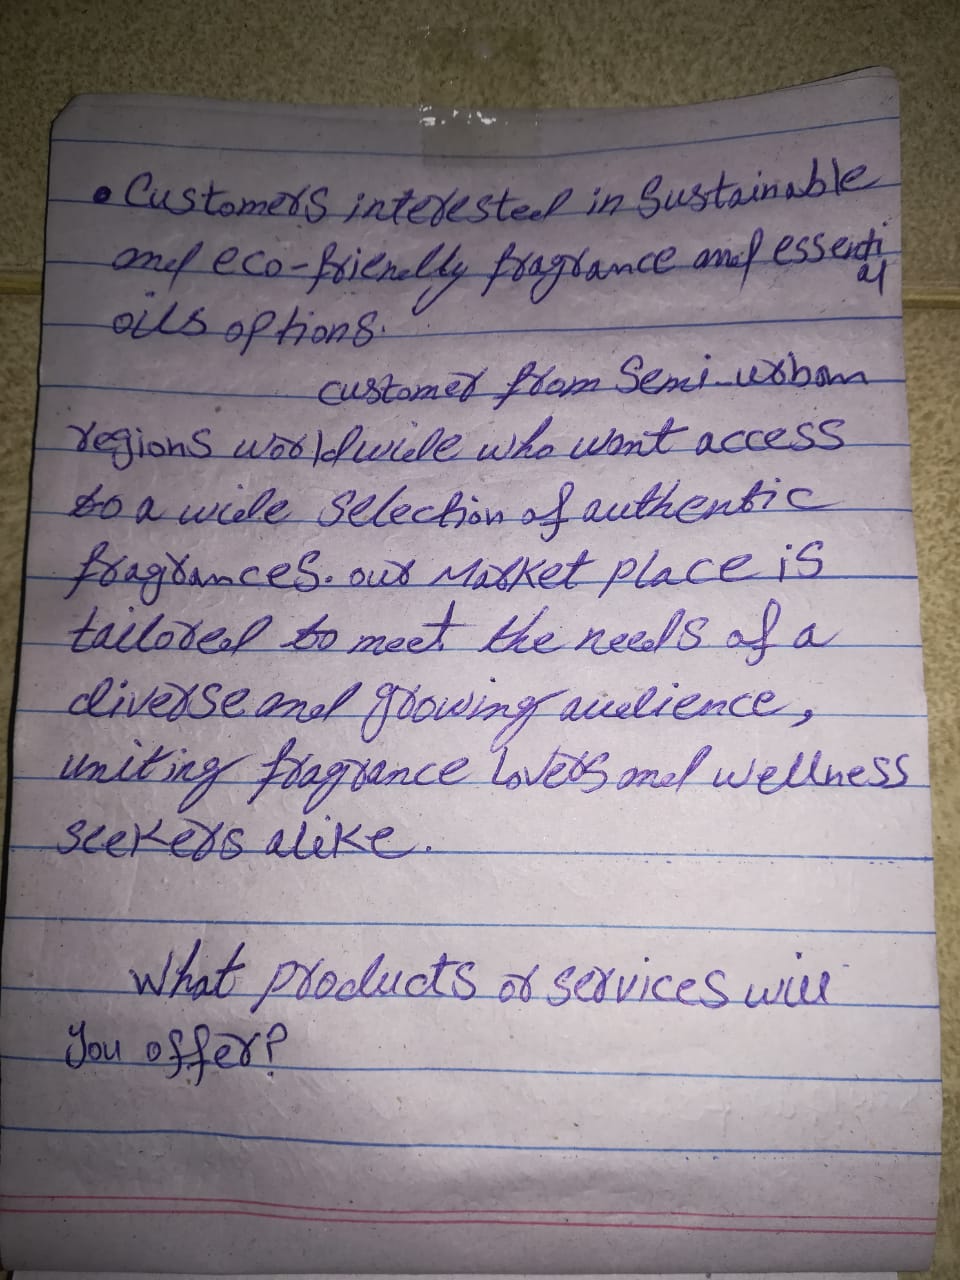 • Customers interested in Sustainable
and eco-friendly fragrance and essential
oils options.
customer from Semi-urban
regions worldwide who want access
to a wide Selection of authentic
fragrances. our Market place is
tailored to meet the needs of a
diverse and growing audience,
uniting fragrance lovers and wellness
seekers alike.
What products or services will
you offer?